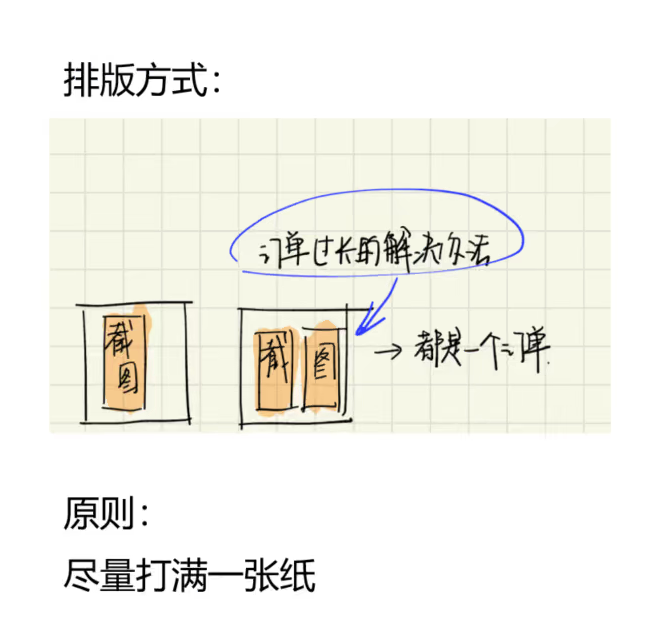 排版方式：
订单过长的解决办法
截
图
截
图
→都是一个订单.
原则：
尽量打满一张纸